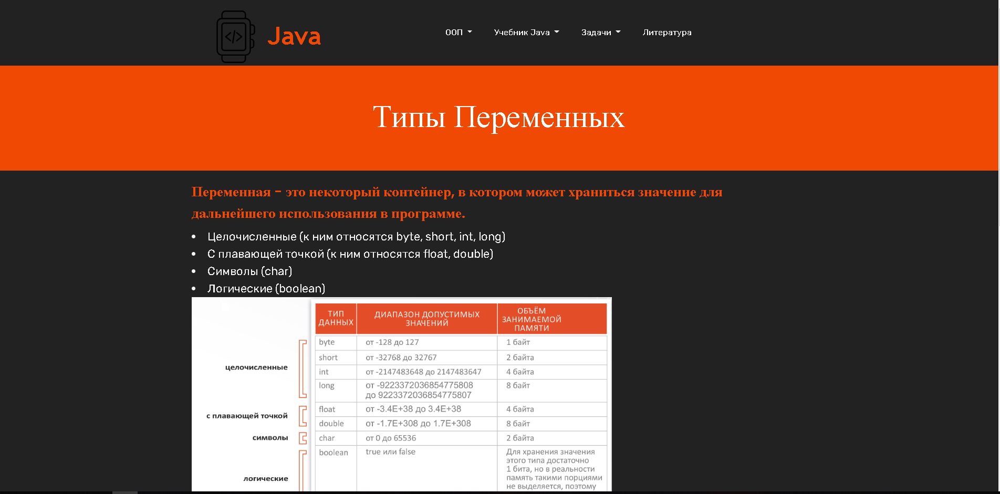 </>
Java
ООП
Учебник Java
Задачи
Литература
Типы Переменных
Переменная – это некоторый контейнер, в котором может храниться значение для
дальнейшего использования в программе.
Целочисленные (к ним относятся byte, short, int, long)
С плавающей точкой (к ним относятся float, double)
Символы (char)
Логические (boolean)
ТИП
ДАННЫХ
ДИАПАЗОН ДОПУСТИМЫХ
ЗНАЧЕНИЙ
ОБЪЁМ
ЗАНИМАЕМОЙ
ПАМЯТИ
целочисленные
byte
от -128 до 127
1 байт
short
от -32768 до 32767
2 байта
int
от -2147483648 до 2147483647
4 байта
long
от -9223372036854775808
до 9223372036854775807
8 байт
с плавающей точкой
float
от -3.4E+38 до 3.4E+38
4 байта
double
от -1.7E+308 до 1.7E+308
8 байт
символы
char
от 0 до 65536
2 байта
логические
boolean
true или false
Для хранения значения
этого типа достаточно
1 бита, но в реальности
память такими порциями
не выделяется, поэтому